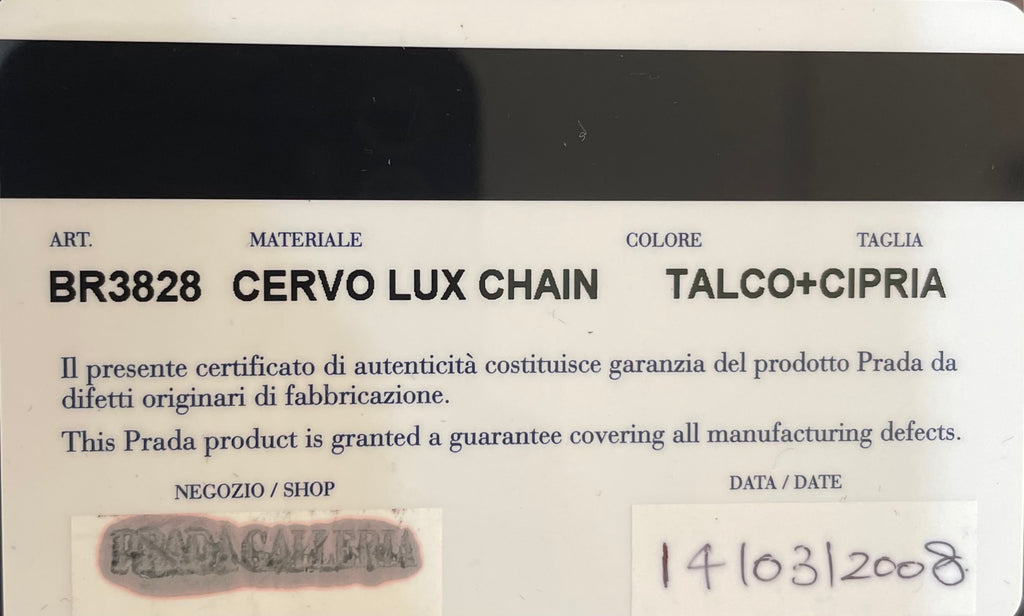 ART. MATERIALE COLORE TAGLIA
BR3828 CERVO LUX CHAIN TALCO+CIPRIA
Il presente certificato di autenticità costituisce garanzia del prodotto Prada da
difetti originari di fabbricazione.
This Prada product is granted a guarantee covering all manufacturing defects.
NEGOZIO / SHOP DATA / DATE
PRADA GALLERIA 14/03/2008